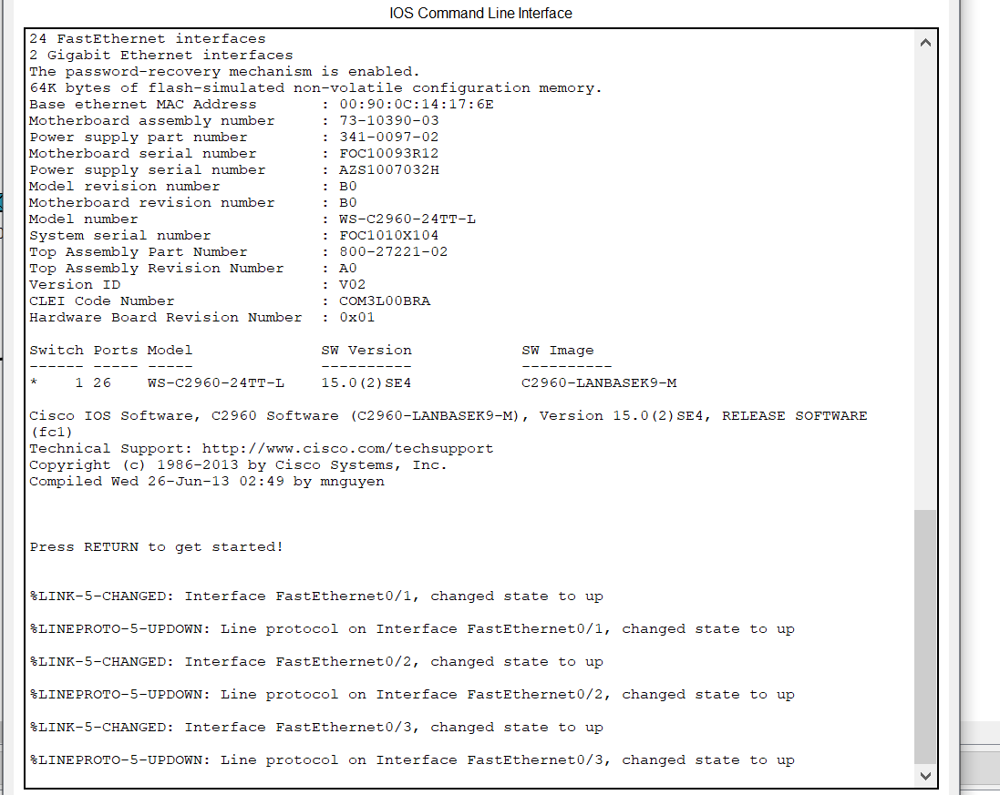 IOS Command Line Interface
24 FastEthernet interfaces
2 Gigabit Ethernet interfaces
The password-recovery mechanism is enabled.
64K bytes of flash-simulated non-volatile configuration memory.
Base ethernet MAC Address       : 00:90:0C:14:17:6E
Motherboard assembly number     : 73-10390-03
Power supply part number        : 341-0097-02
Motherboard serial number       : FOC10093R12
Power supply serial number      : AZS1007032H
Model revision number           : B0
Motherboard revision number     : B0
Model number                    : WS-C2960-24TT-L
System serial number            : FOC1010X104
Top Assembly Part Number        : 800-27221-02
Top Assembly Revision Number    : A0
Version ID                      : V02
CLEI Code Number                : COM3L00BRA
Hardware Board Revision Number  : 0x01
Switch Ports Model              SW Version            SW Image
------ ----- -----              ----------            ----------
*    1 26    WS-C2960-24TT-L    15.0(2)SE4            C2960-LANBASEK9-M
Cisco IOS Software, C2960 Software (C2960-LANBASEK9-M), Version 15.0(2)SE4, RELEASE SOFTWARE
(fc1)
Technical Support: http://www.cisco.com/techsupport
Copyright (c) 1986-2013 by Cisco Systems, Inc.
Compiled Wed 26-Jun-13 02:49 by mnguyen
Press RETURN to get started!
%LINK-5-CHANGED: Interface FastEthernet0/1, changed state to up
%LINEPROTO-5-UPDOWN: Line protocol on Interface FastEthernet0/1, changed state to up
%LINK-5-CHANGED: Interface FastEthernet0/2, changed state to up
%LINEPROTO-5-UPDOWN: Line protocol on Interface FastEthernet0/2, changed state to up
%LINK-5-CHANGED: Interface FastEthernet0/3, changed state to up
%LINEPROTO-5-UPDOWN: Line protocol on Interface FastEthernet0/3, changed state to up